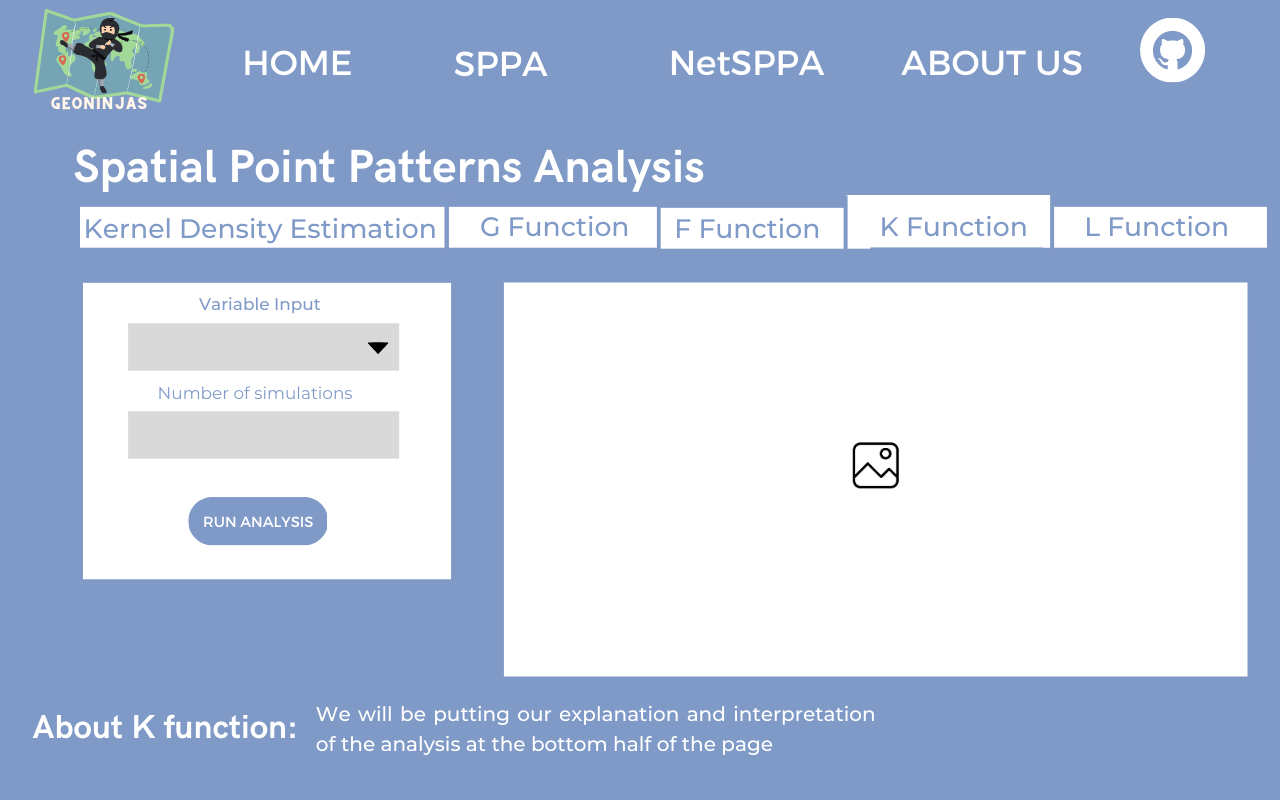 GEONINJAS
HOME
SPPA
NetSPPA
ABOUT US
Spatial Point Patterns Analysis
Kernel Density Estimation
G Function
F Function
K Function
L Function
Variable Input
Number of simulations
RUN ANALYSIS
About K function:
We will be putting our explanation and interpretation
of the analysis at the bottom half of the page